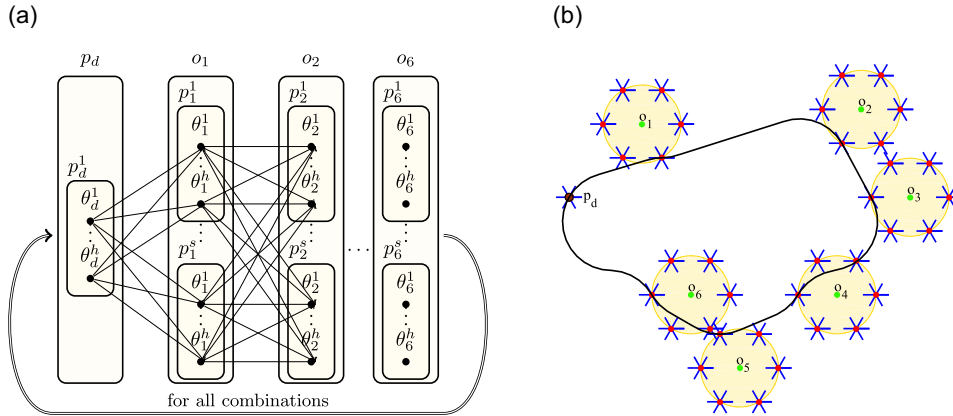 (a)
(b)
p_d o_1 o_2 o_6
p_d^1 p_1^1 p_2^1 p_6^1
θ_d^1 θ_1^1 θ_2^1 θ_6^1
θ_d^h θ_1^h θ_2^h θ_6^h
p_1^s p_2^s ... p_6^s
θ_1^1 θ_2^1 θ_6^1
θ_1^h θ_2^h θ_6^h
for all combinations
o_1
o_2
p_d
o_3
o_6
o_4
o_5